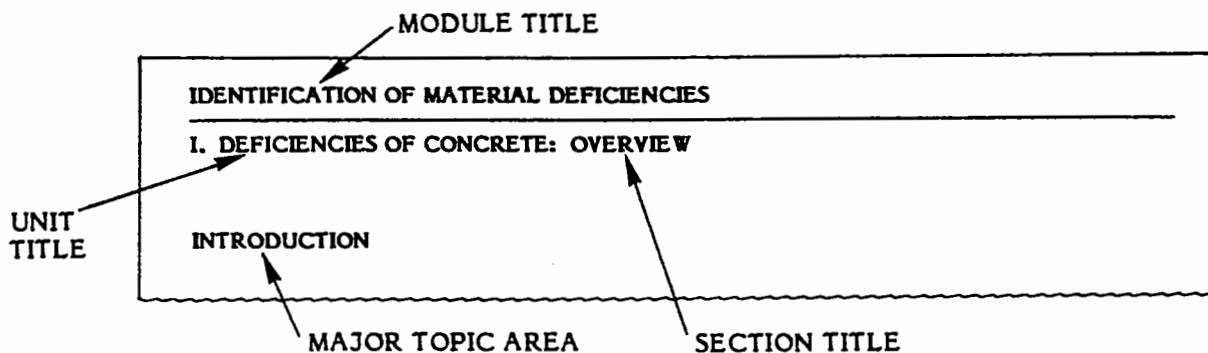 MODULE TITLE
IDENTIFICATION OF MATERIAL DEFICIENCIES
I. DEFICIENCIES OF CONCRETE: OVERVIEW
UNIT
TITLE
INTRODUCTION
MAJOR TOPIC AREA SECTION TITLE